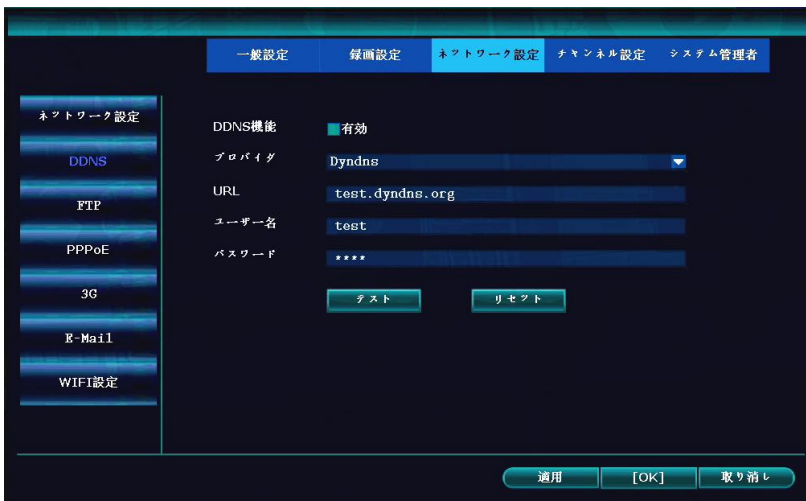 一般設定 録画設定 ネットワーク設定 チャンネル設定 システム管理者
ネットワーク設定
DDNS
FTP
PPPoE
3G
E-Mail
WIFI設定
DDNS機能 有効
プロバイダ Dyndns
URL test.dyndns.org
ユーザー名 test
パスワード ****
テスト リセット
適用 [OK] 取り消し